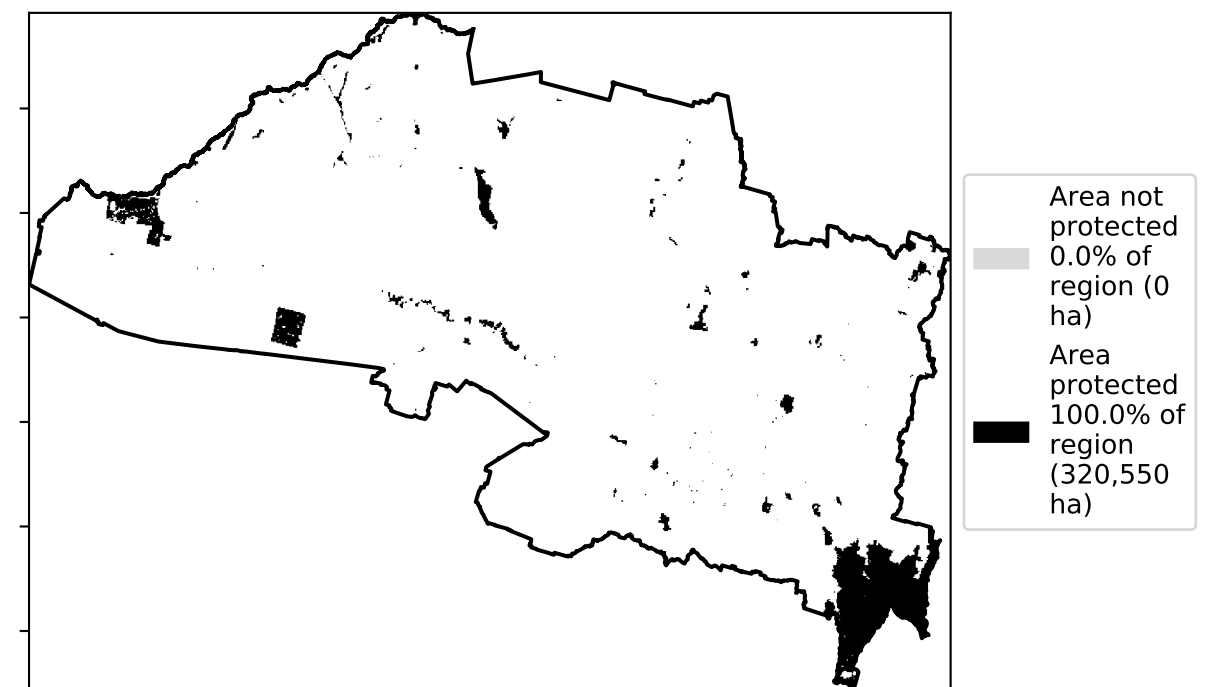 Area not
protected
0.0% of
region (0
ha)
Area
protected
100.0% of
region
(320,550
ha)